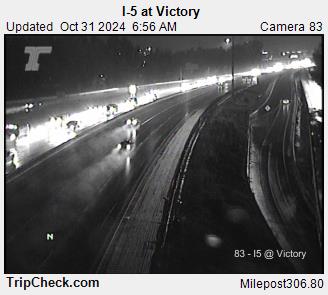 I-5 at Victory
Updated Oct 31 2024 6:56 AM Camera 83
T
N
83 - I5 @ Victory
TripCheck.com Milepost306.80